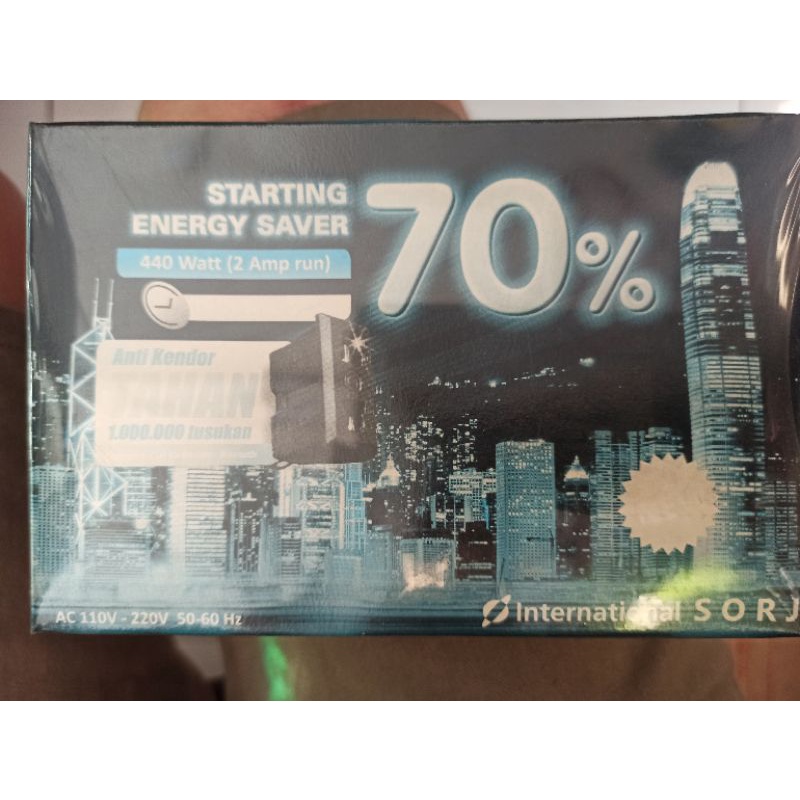 STARTING
ENERGY SAVER
70%
440 Watt (2 Amp run)
Anti Kendor
TAHAN
1.000.000 tusukan
AC 110V - 220V 50-60 Hz
International SORJ